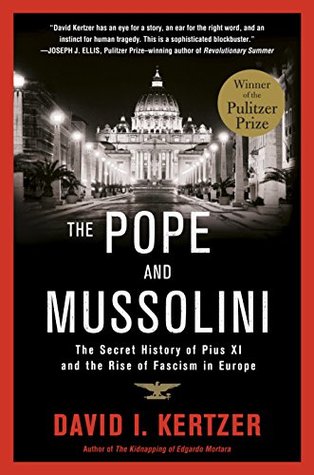 "David Kertzer has an eye for a story, an ear for the right word, and an
instinct for human tragedy. This is a sophisticated blockbuster."
—JOSEPH J. ELLIS, Pulitzer Prize–winning author of Revolutionary Summer
Winner
of the
Pulitzer
Prize
THE POPE
AND
MUSSOLINI
The Secret History of Pius XI
and the Rise of Fascism in Europe
DAVID I. KERTZER
Author of The Kidnapping of Edgardo Mortara